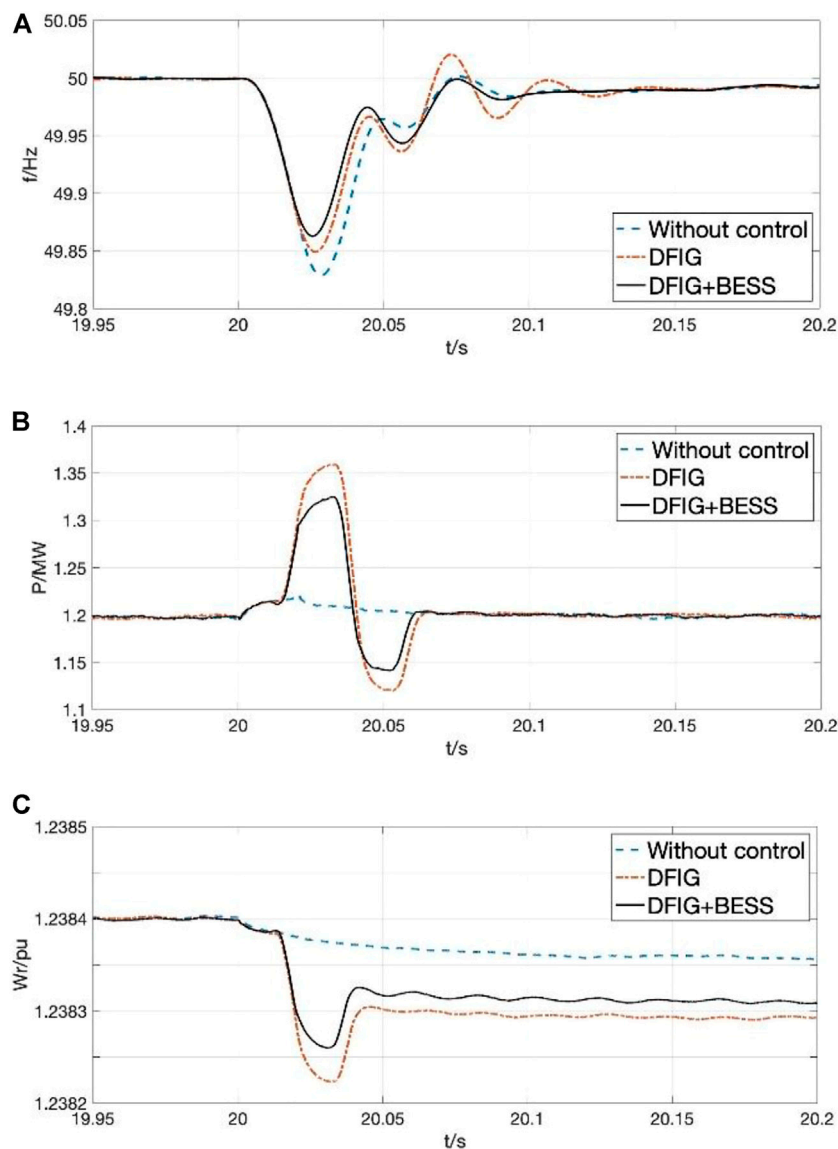 A
50.05
50
49.95
49.9
49.85
49.8
f/Hz
Without control
DFIG
DFIG+BESS
19.95 20 20.05 20.1 20.15 20.2
t/s
B
1.4
1.35
1.3
1.25
1.2
1.15
1.1
P/MW
Without control
DFIG
DFIG+BESS
19.95 20 20.05 20.1 20.15 20.2
t/s
C
1.2385
1.2384
1.2383
1.2382
Wr/pu
Without control
DFIG
DFIG+BESS
19.95 20 20.05 20.1 20.15 20.2
t/s